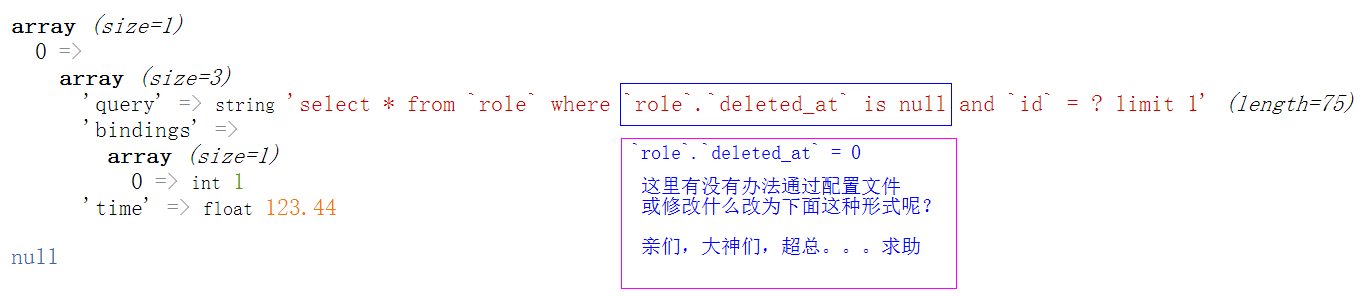 array (size=1)
0 =>
array (size=3)
'query' => string 'select * from `role` where `role`.`deleted_at` is null and `id` = ? limit 1' (length=75)
'bindings' =>
array (size=1)
0 => int 1
'time' => float 123.44
null
`role`.`deleted_at` = 0
这里有没有办法通过配置文件
或修改什么改为下面这种形式呢?
亲们，大神们，超总。。。求助